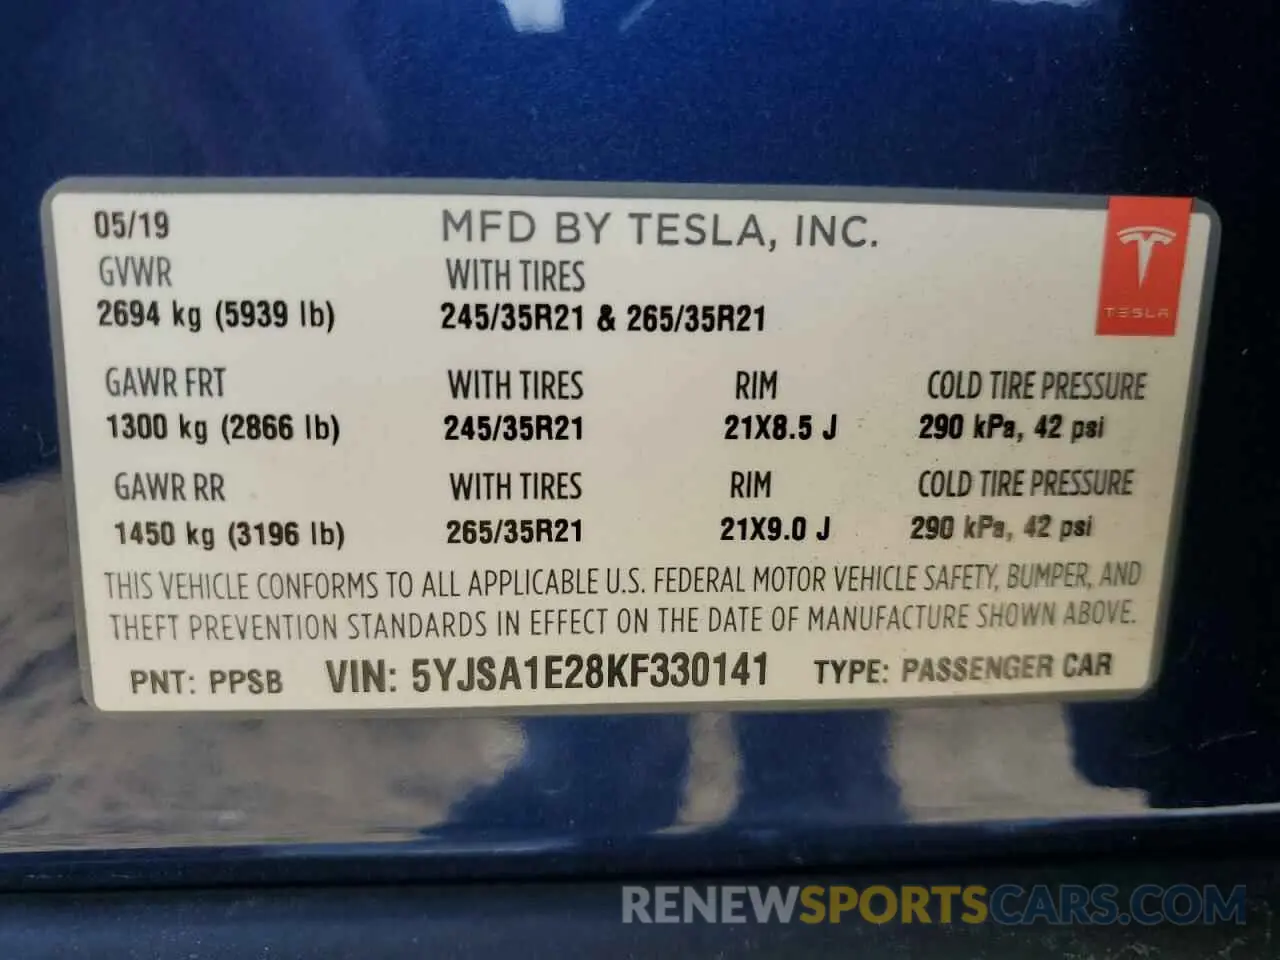 05/19 MFD BY TESLA, INC.
GVWR WITH TIRES
2694 kg (5939 lb) 245/35R21 & 265/35R21
TESLA
GAWR FRT WITH TIRES RIM COLD TIRE PRESSURE
1300 kg (2866 lb) 245/35R21 21X8.5 J 290 kPa, 42 psi
GAWR RR WITH TIRES RIM COLD TIRE PRESSURE
1450 kg (3196 lb) 265/35R21 21X9.0 J 290 kPa, 42 psi
THIS VEHICLE CONFORMS TO ALL APPLICABLE U.S. FEDERAL MOTOR VEHICLE SAFETY, BUMPER, AND
THEFT PREVENTION STANDARDS IN EFFECT ON THE DATE OF MANUFACTURE SHOWN ABOVE.
PNT: PPSB VIN: 5YJSA1E28KF330141 TYPE: PASSENGER CAR
RENEWSPORTSCARS.COM